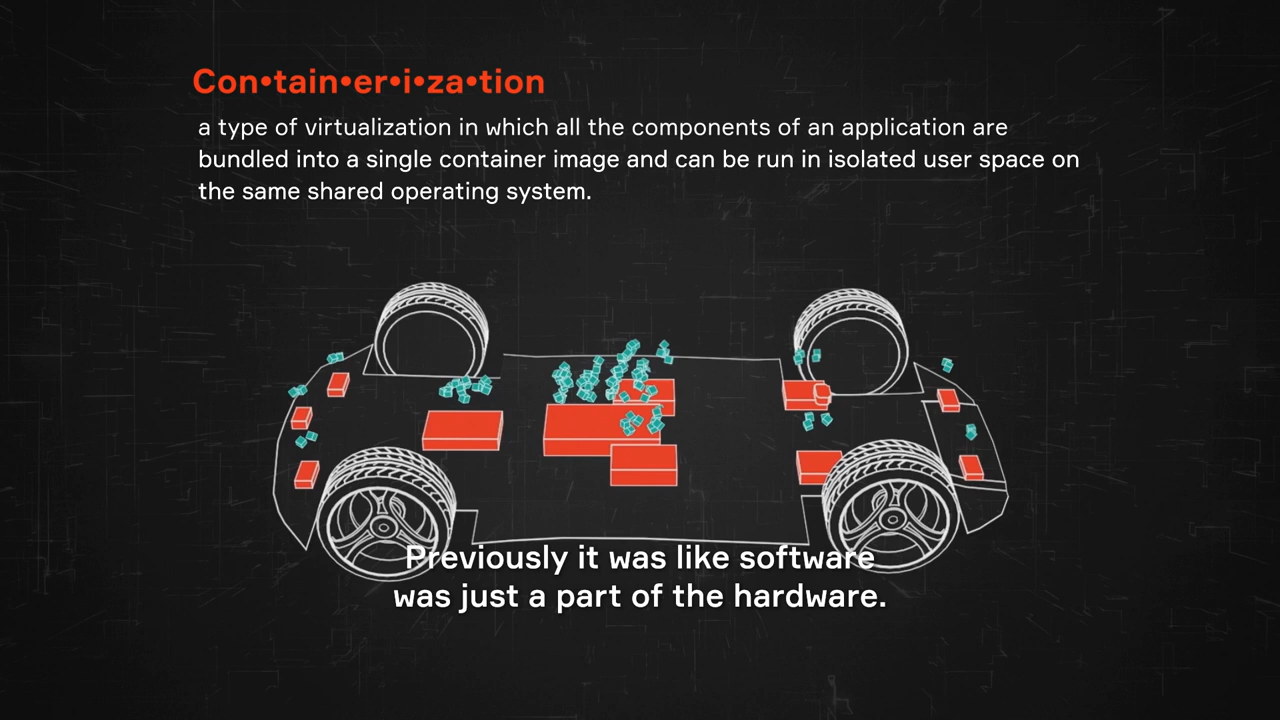 Con•tain•er•i•za•tion
a type of virtualization in which all the components of an application are
bundled into a single container image and can be run in isolated user space on
the same shared operating system.
Previously it was like software
was just a part of the hardware.